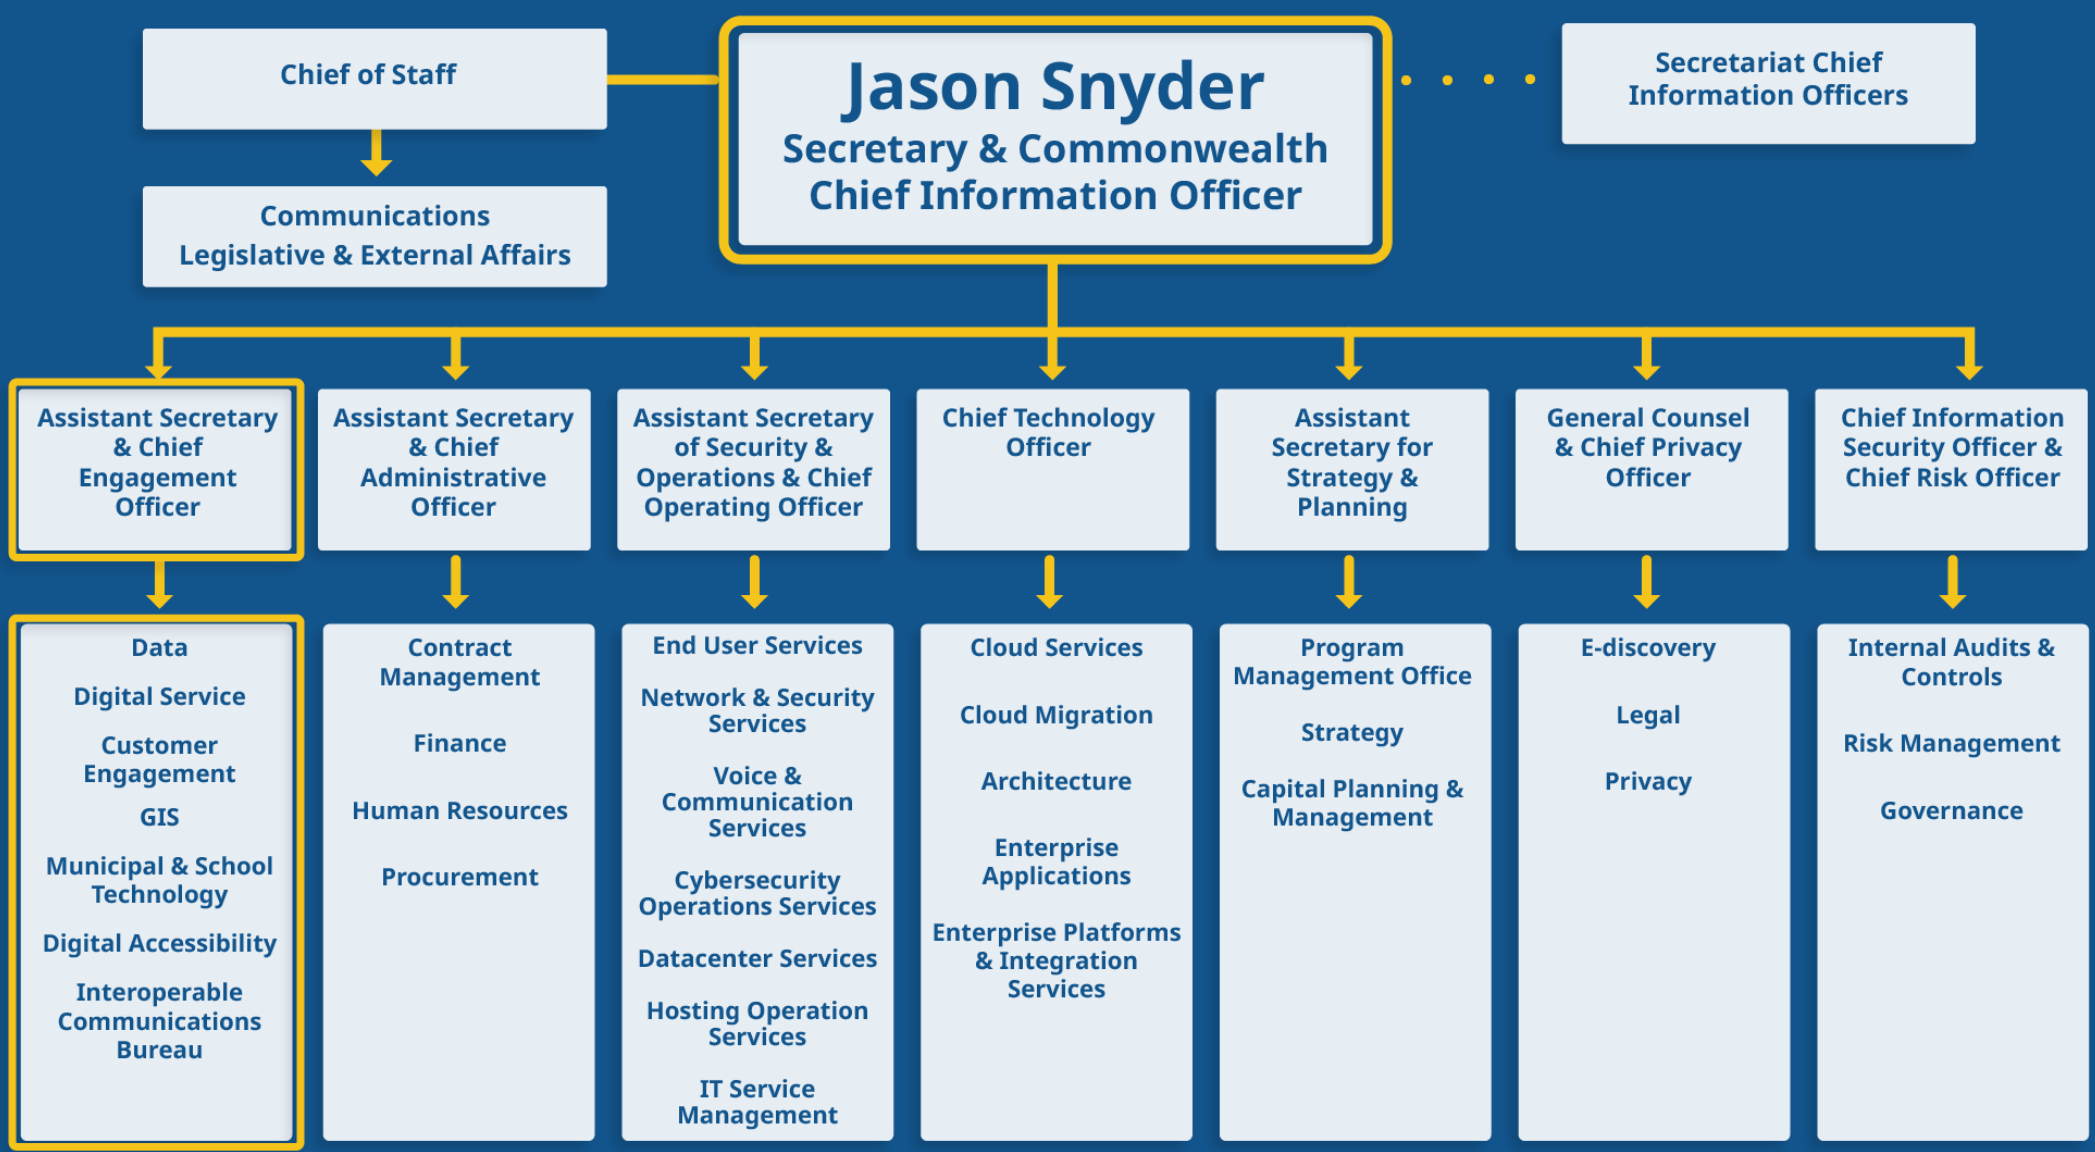 Chief of Staff
Communications
Legislative & External Affairs
Jason Snyder
Secretary & Commonwealth
Chief Information Officer
Secretariat Chief
Information Officers
Assistant Secretary
& Chief
Engagement
Officer
Assistant Secretary
& Chief
Administrative
Officer
Assistant Secretary
of Security &
Operations & Chief
Operating Officer
Chief Technology
Officer
Assistant
Secretary for
Strategy &
Planning
General Counsel
& Chief Privacy
Officer
Chief Information
Security Officer &
Chief Risk Officer
Data
Digital Service
Customer
Engagement
GIS
Municipal & School
Technology
Digital Accessibility
Interoperable
Communications
Bureau
Contract
Management
Finance
Human Resources
Procurement
End User Services
Network & Security
Services
Voice &
Communication
Services
Cybersecurity
Operations Services
Datacenter Services
Hosting Operation
Services
IT Service
Management
Cloud Services
Cloud Migration
Architecture
Enterprise
Applications
Enterprise Platforms
& Integration
Services
Program
Management Office
Strategy
Capital Planning &
Management
E-discovery
Legal
Privacy
Internal Audits &
Controls
Risk Management
Governance